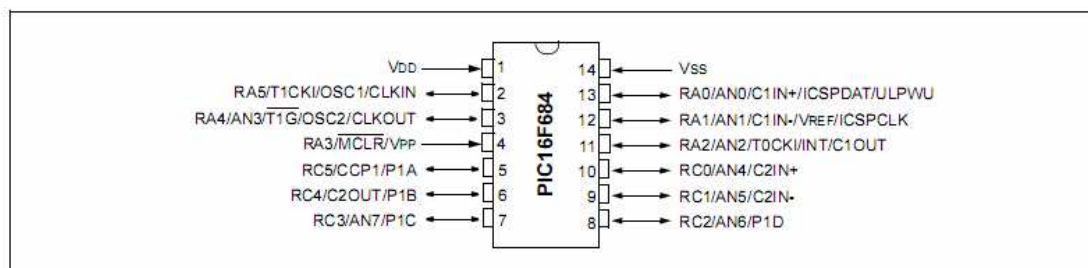 VDD 1 14 VSS
RA5/T1CKI/OSC1/CLKIN 2 13 RA0/AN0/C1IN+/ICSPDAT/ULPWU
RA4/AN3/T1G/OSC2/CLKOUT 3 12 RA1/AN1/C1IN-/VREF/ICSPCLK
RA3/MCLR/VPP 4 11 RA2/AN2/T0CKI/INT/C1OUT
RC5/CCP1/P1A 5 10 RC0/AN4/C2IN+
RC4/C2OUT/P1B 6 9 RC1/AN5/C2IN-
RC3/AN7/P1C 7 8 RC2/AN6/P1D
PIC16F684